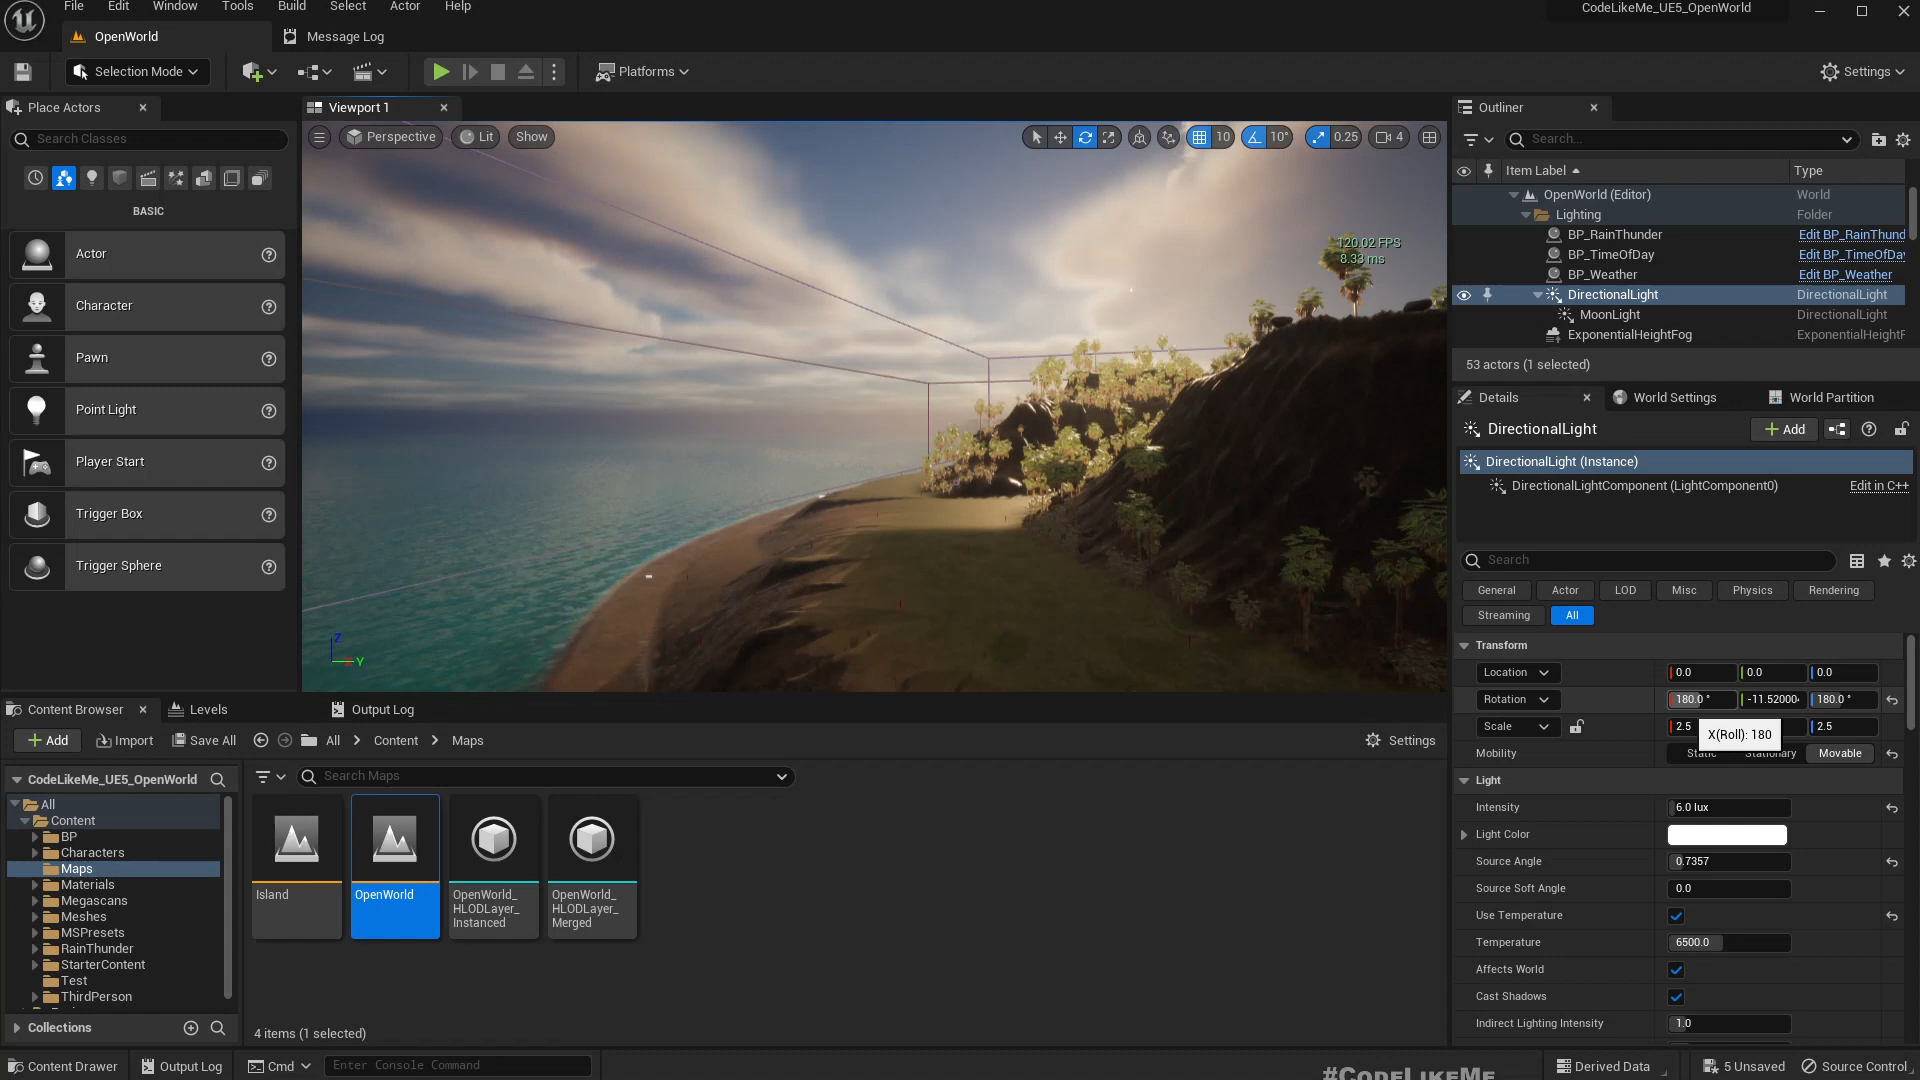 File Edit Window Tools Build Select Actor Help
CodeLikeMe_UE5_OpenWorld
OpenWorld
Message Log
Selection Mode
Platforms
Settings
Place Actors
Search Classes
BASIC
Actor
Character
Pawn
Point Light
Player Start
Trigger Box
Trigger Sphere
Viewport 1
Perspective
Lit
Show
10
10°
0.25
4
120.02 FPS
8.33 ms
Z
Y
Outliner
Search...
Item Label
Type
OpenWorld (Editor)
World
Lighting
Folder
BP_RainThunder
Edit BP_RainThund
BP_TimeOfDay
Edit BP_TimeOfDay
BP_Weather
Edit BP_Weather
DirectionalLight
DirectionalLight
MoonLight
DirectionalLight
ExponentialHeightFog
ExponentialHeightF
53 actors (1 selected)
Details
World Settings
World Partition
DirectionalLight
Add
DirectionalLight (Instance)
DirectionalLightComponent (LightComponent0)
Edit in C++
Search
General
Actor
LOD
Misc
Physics
Rendering
Streaming
All
Transform
Location
0.0
0.0
0.0
Rotation
180.0 °
-11.52000
180.0 °
Scale
2.5
2.5
X(Roll): 180
Mobility
Static
Stationary
Movable
Light
Intensity
6.0 lux
Light Color
Source Angle
0.7357
Source Soft Angle
0.0
Use Temperature
Temperature
6500.0
Affects World
Cast Shadows
Indirect Lighting Intensity
1.0
Content Browser
Levels
Output Log
Add
Import
Save All
All
Content
Maps
Settings
CodeLikeMe_UE5_OpenWorld
All
Content
BP
Characters
Maps
Materials
Megascans
Meshes
MSPresets
RainThunder
StarterContent
Test
ThirdPerson
Collections
Search Maps
Island
OpenWorld
OpenWorld_
HLODLayer_
Instanced
OpenWorld_
HLODLayer_
Merged
4 items (1 selected)
Content Drawer
Output Log
Cmd
Enter Console Command
#CodeLikeMe
Derived Data
5 Unsaved
Source Control